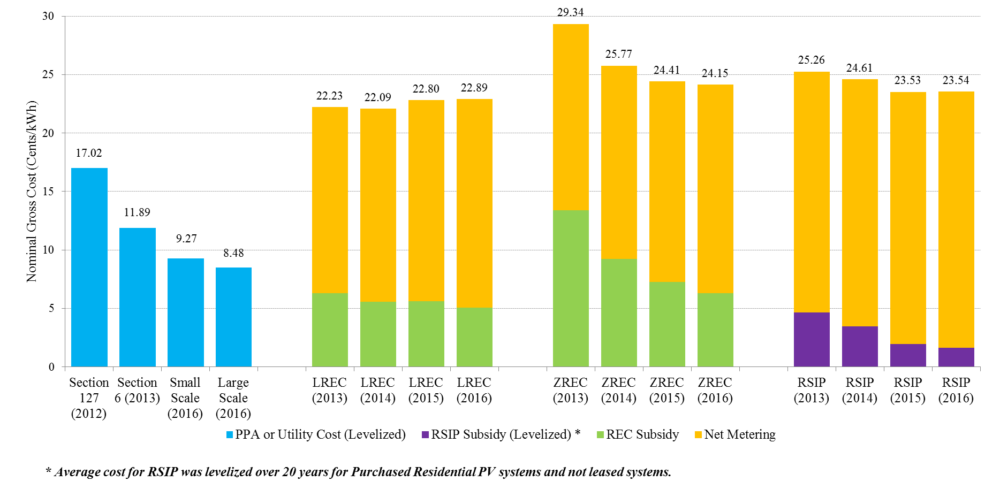 Nominal Gross Cost (Cents/kWh)
30
25
20
15
10
5
0
17.02
11.89
9.27
8.48
22.23
22.09
22.80
22.89
29.34
25.77
24.41
24.15
25.26
24.61
23.53
23.54
Section
127
(2012)
Section
6 (2013)
Small
Scale
(2016)
Large
Scale
(2016)
LREC
(2013)
LREC
(2014)
LREC
(2015)
LREC
(2016)
ZREC
(2013)
ZREC
(2014)
ZREC
(2015)
ZREC
(2016)
RSIP
(2013)
RSIP
(2014)
RSIP
(2015)
RSIP
(2016)
PPA or Utility Cost (Levelized)
RSIP Subsidy (Levelized) *
REC Subsidy
Net Metering
* Average cost for RSIP was levelized over 20 years for Purchased Residential PV systems and not leased systems.